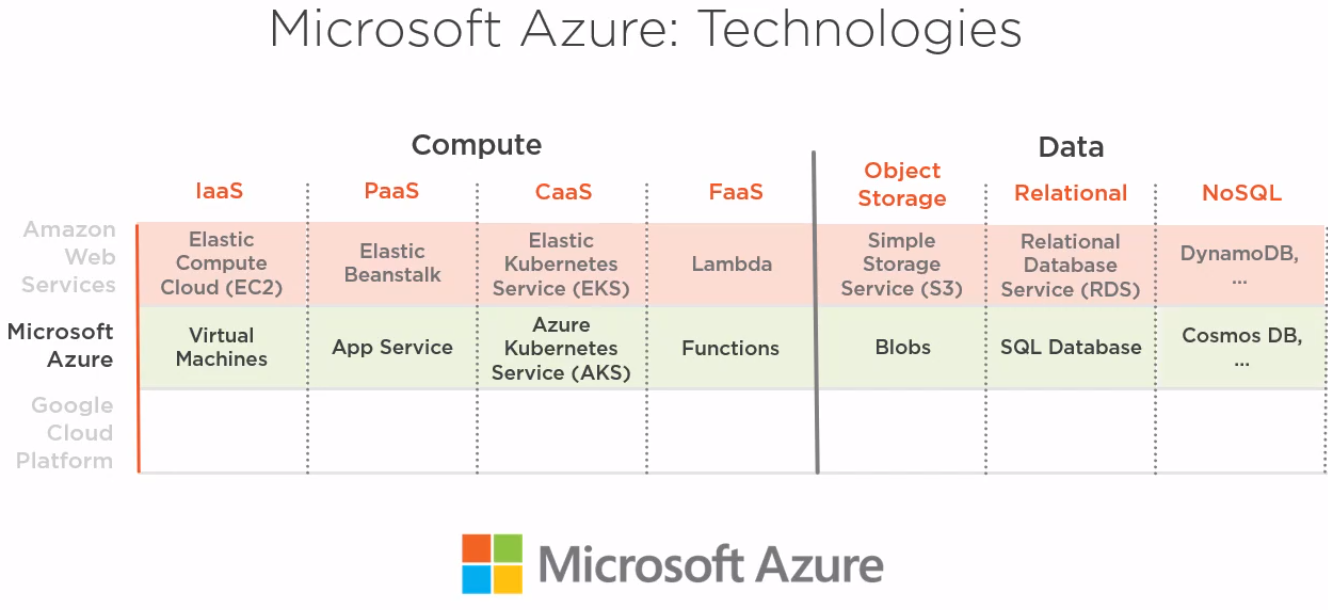 Microsoft Azure: Technologies
Compute
Data
IaaS
PaaS
CaaS
FaaS
Object
Storage
Relational
NoSQL
Amazon
Web
Services
Elastic
Compute
Cloud (EC2)
Elastic
Beanstalk
Elastic
Kubernetes
Service (EKS)
Lambda
Simple
Storage
Service (S3)
Relational
Database
Service (RDS)
DynamoDB,
...
Microsoft
Azure
Virtual
Machines
App Service
Azure
Kubernetes
Service (AKS)
Functions
Blobs
SQL Database
Cosmos DB,
...
Google
Cloud
Platform
Microsoft Azure